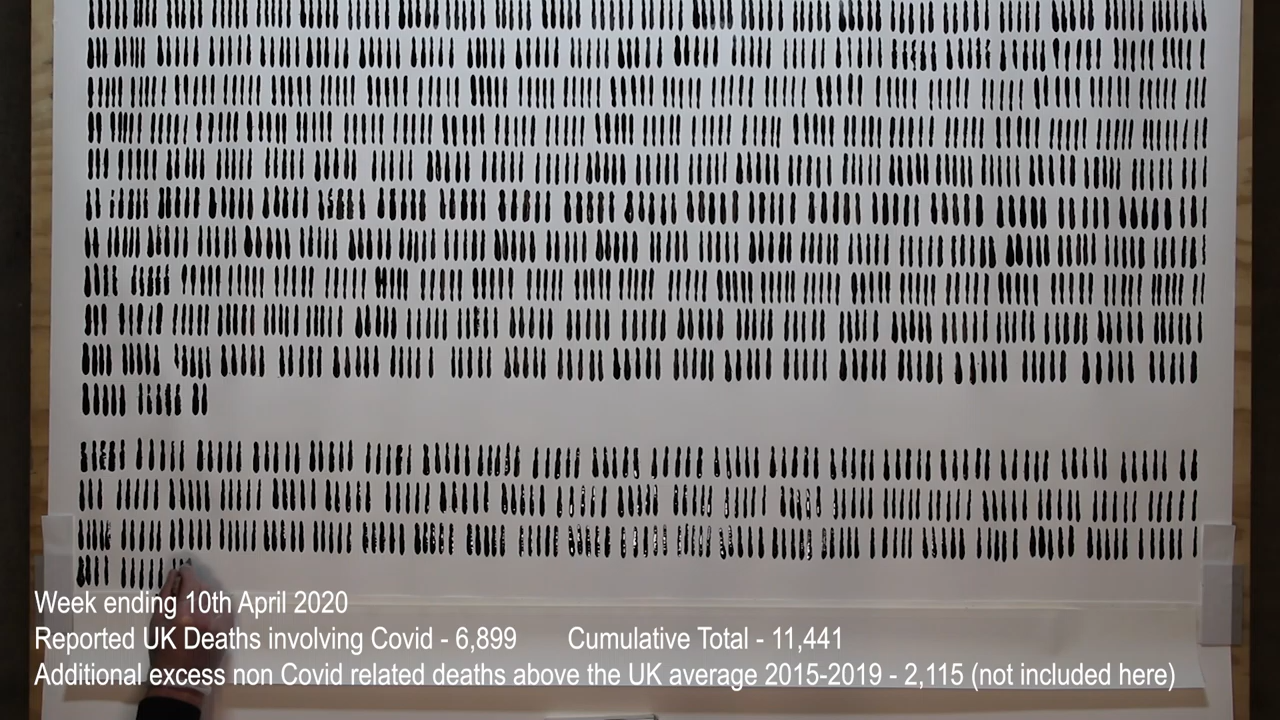 Week ending 10th April 2020
Reported UK Deaths involving Covid - 6,899 Cumulative Total - 11,441
Additional excess non Covid related deaths above the UK average 2015-2019 - 2,115 (not included here)